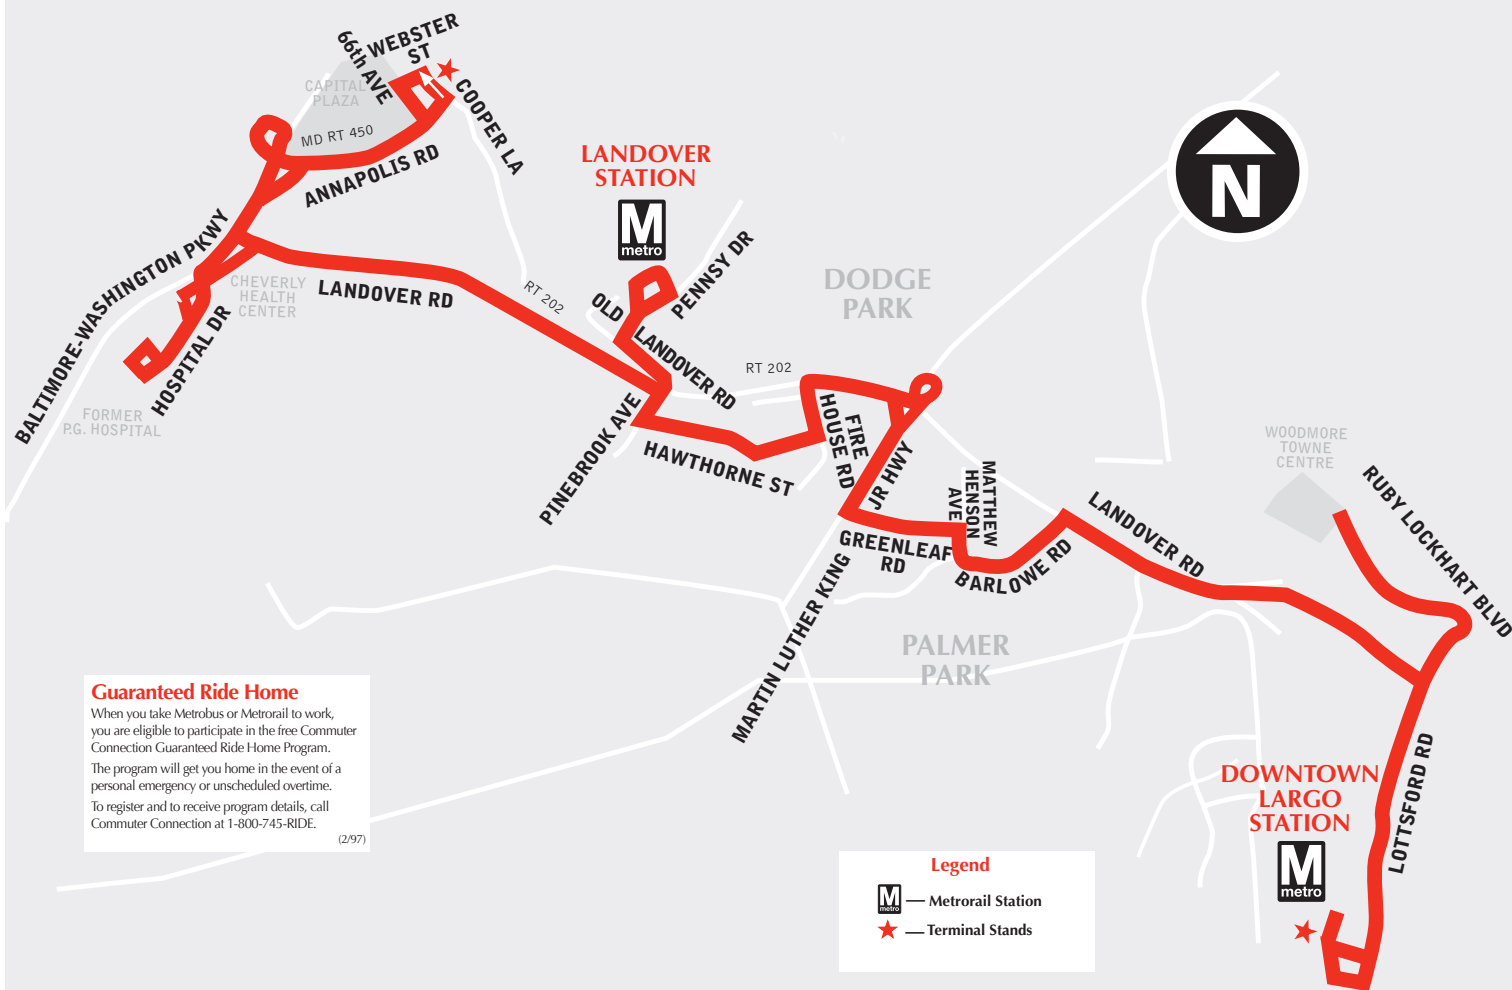 WEBSTER
ST
66th AVE
CAPITAL
PLAZA
COOPER LA
MD RT 450
ANNAPOLIS RD
LANDOVER
STATION
M
metro
N
BALTIMORE-WASHINGTON PKWY
CHEVERLY
HEALTH
CENTER
LANDOVER RD
RT 202
OLD
LANDOVER RD
PENNSY DR
DODGE
PARK
HOSPITAL DR
FORMER
P.G. HOSPITAL
RT 202
PINEBROOK AVE
HAWTHORNE ST
FIRE
HOUSE RD
JR HWY
MARTIN LUTHER KING
GREENLEAF
RD
MATTHEW
HENSON
AVE
BARLOWE RD
LANDOVER RD
WOODMORE
TOWNE
CENTRE
RUBY LOCKHART BLVD
PALMER
PARK
Guaranteed Ride Home
When you take Metrobus or Metrorail to work,
you are eligible to participate in the free Commuter
Connection Guaranteed Ride Home Program.
The program will get you home in the event of a
personal emergency or unscheduled overtime.
To register and to receive program details, call
Commuter Connection at 1-800-745-RIDE.
(2/97)
DOWNTOWN
LARGO
STATION
M
metro
LOTTSFORD RD
Legend
M
metro
— Metrorail Station
— Terminal Stands